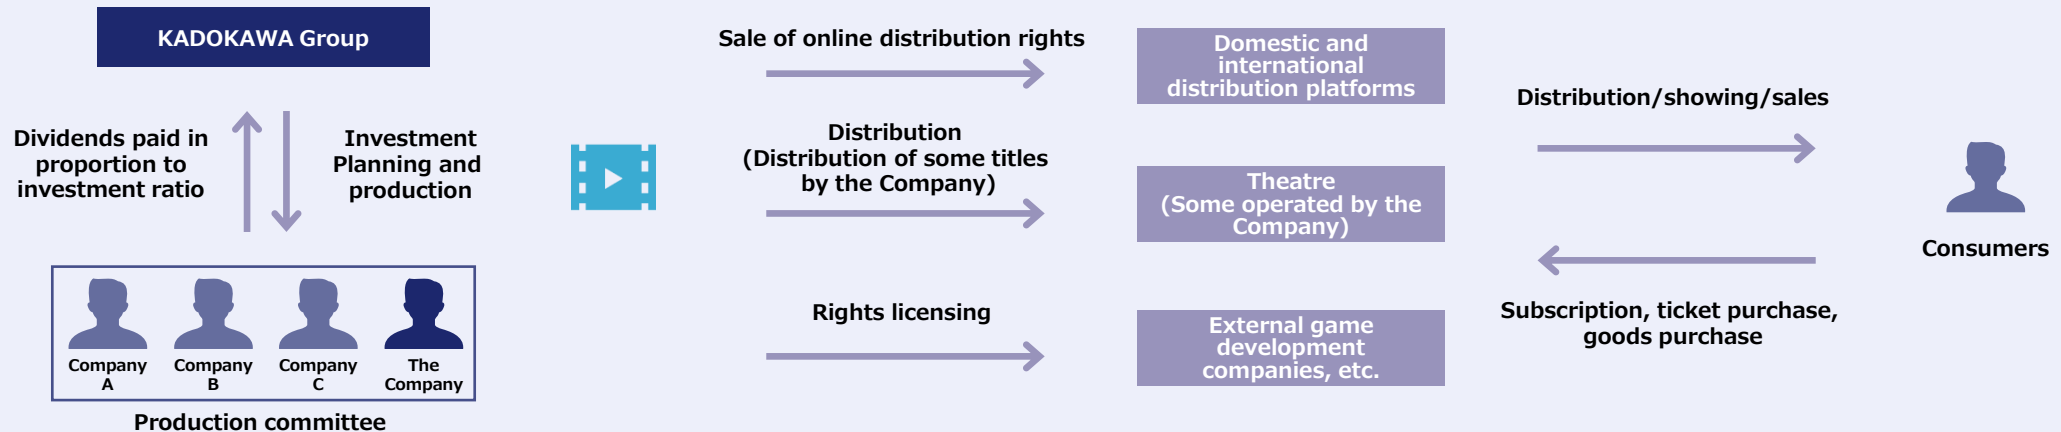 KADOKAWA Group
Dividends paid in
proportion to
investment ratio
Investment
Planning and
production
Company
A
Company
B
Company
C
The
Company
Production committee
Sale of online distribution rights
Distribution
(Distribution of some titles
by the Company)
Rights licensing
Domestic and
international
distribution platforms
Theatre
(Some operated by the
Company)
External game
development
companies, etc.
Distribution/showing/sales
Subscription, ticket purchase,
goods purchase
Consumers